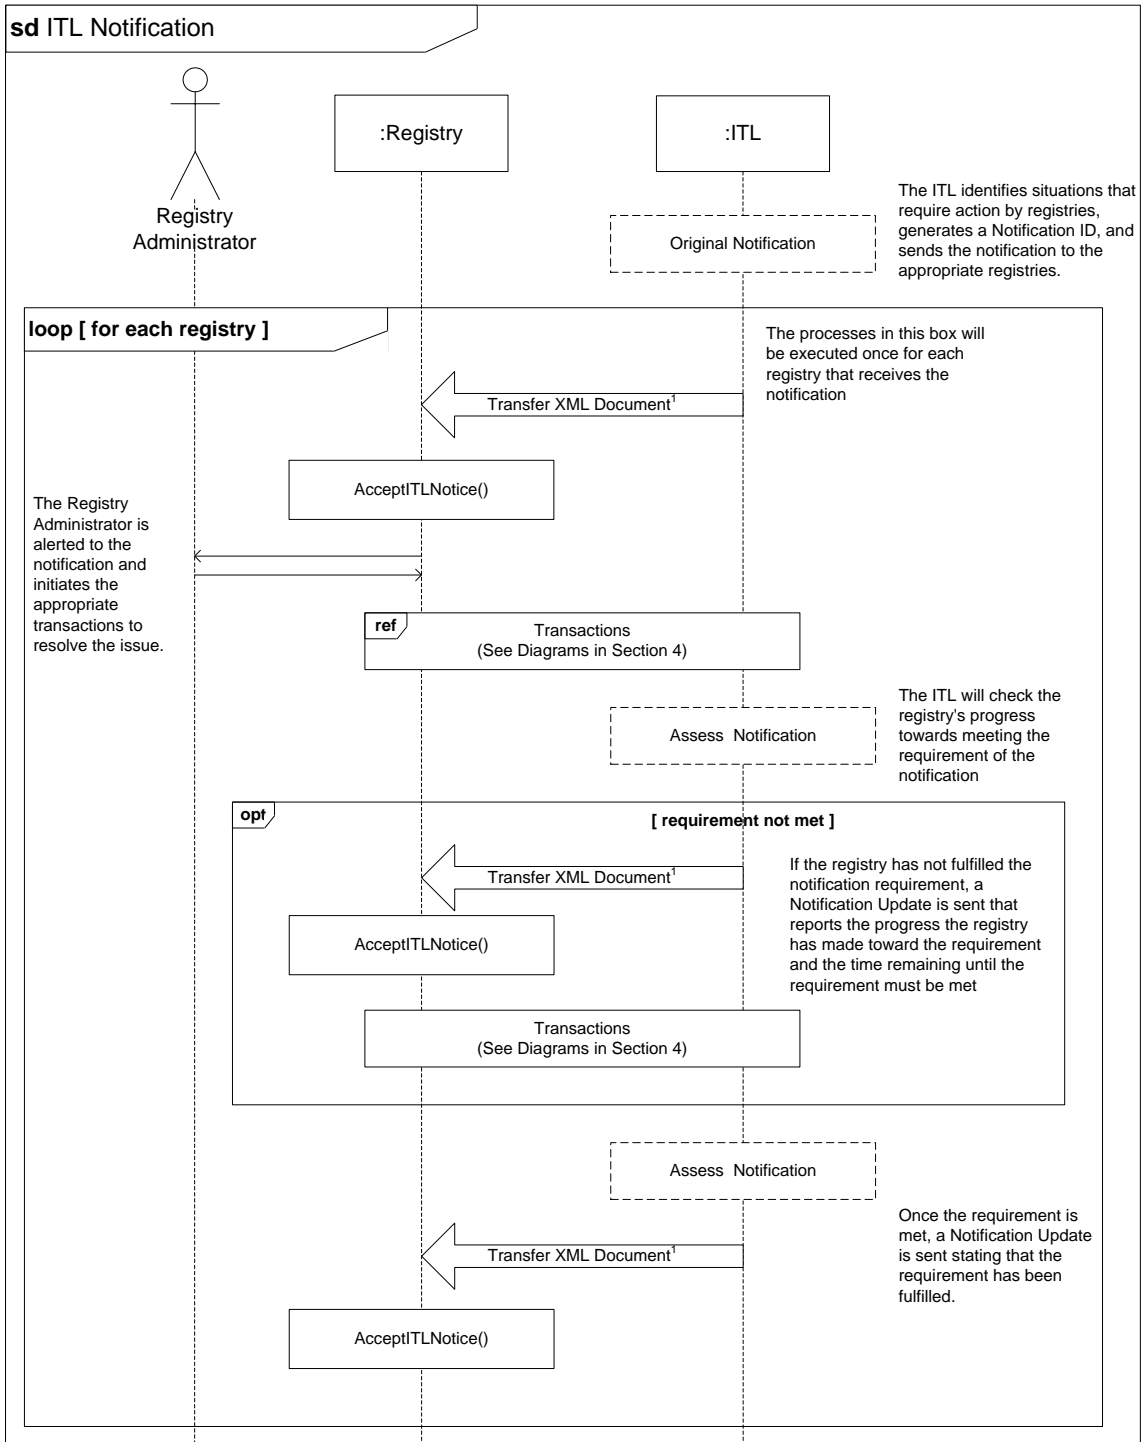 sd ITL Notification
:Registry
:ITL
Registry
Administrator
The ITL identifies situations that
require action by registries,
generates a Notification ID, and
sends the notification to the
appropriate registries.
Original Notification
loop [ for each registry ]
The processes in this box will
be executed once for each
registry that receives the
notification
Transfer XML Document1
AcceptITLNotice()
The Registry
Administrator is
alerted to the
notification and
initiates the
appropriate
transactions to
resolve the issue.
ref
Transactions
(See Diagrams in Section 4)
The ITL will check the
registry's progress
towards meeting the
requirement of the
notification
Assess Notification
opt
[ requirement not met ]
Transfer XML Document1
If the registry has not fulfilled the
notification requirement, a
Notification Update is sent that
reports the progress the registry
has made toward the requirement
and the time remaining until the
requirement must be met
AcceptITLNotice()
Transactions
(See Diagrams in Section 4)
Assess Notification
Once the requirement is
met, a Notification Update
is sent stating that the
requirement has been
fulfilled.
Transfer XML Document1
AcceptITLNotice()